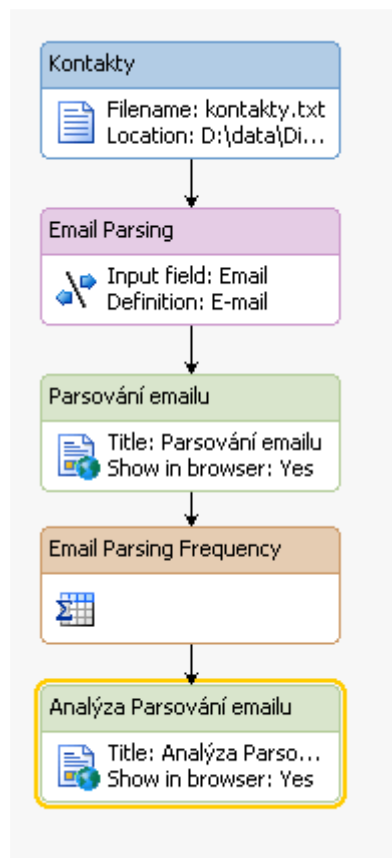 Kontakty
Filename: kontakty.txt
Location: D:\data\Di...
Email Parsing
Input field: Email
Definition: E-mail
Parsování emailu
Title: Parsování emailu
Show in browser: Yes
Email Parsing Frequency
Analýza Parsování emailu
Title: Analýza Parso...
Show in browser: Yes